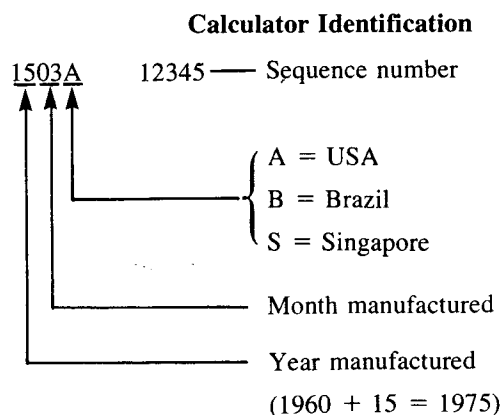 Calculator Identification
1503A 12345 — Sequence number
A = USA
B = Brazil
S = Singapore
Month manufactured
Year manufactured
(1960 + 15 = 1975)